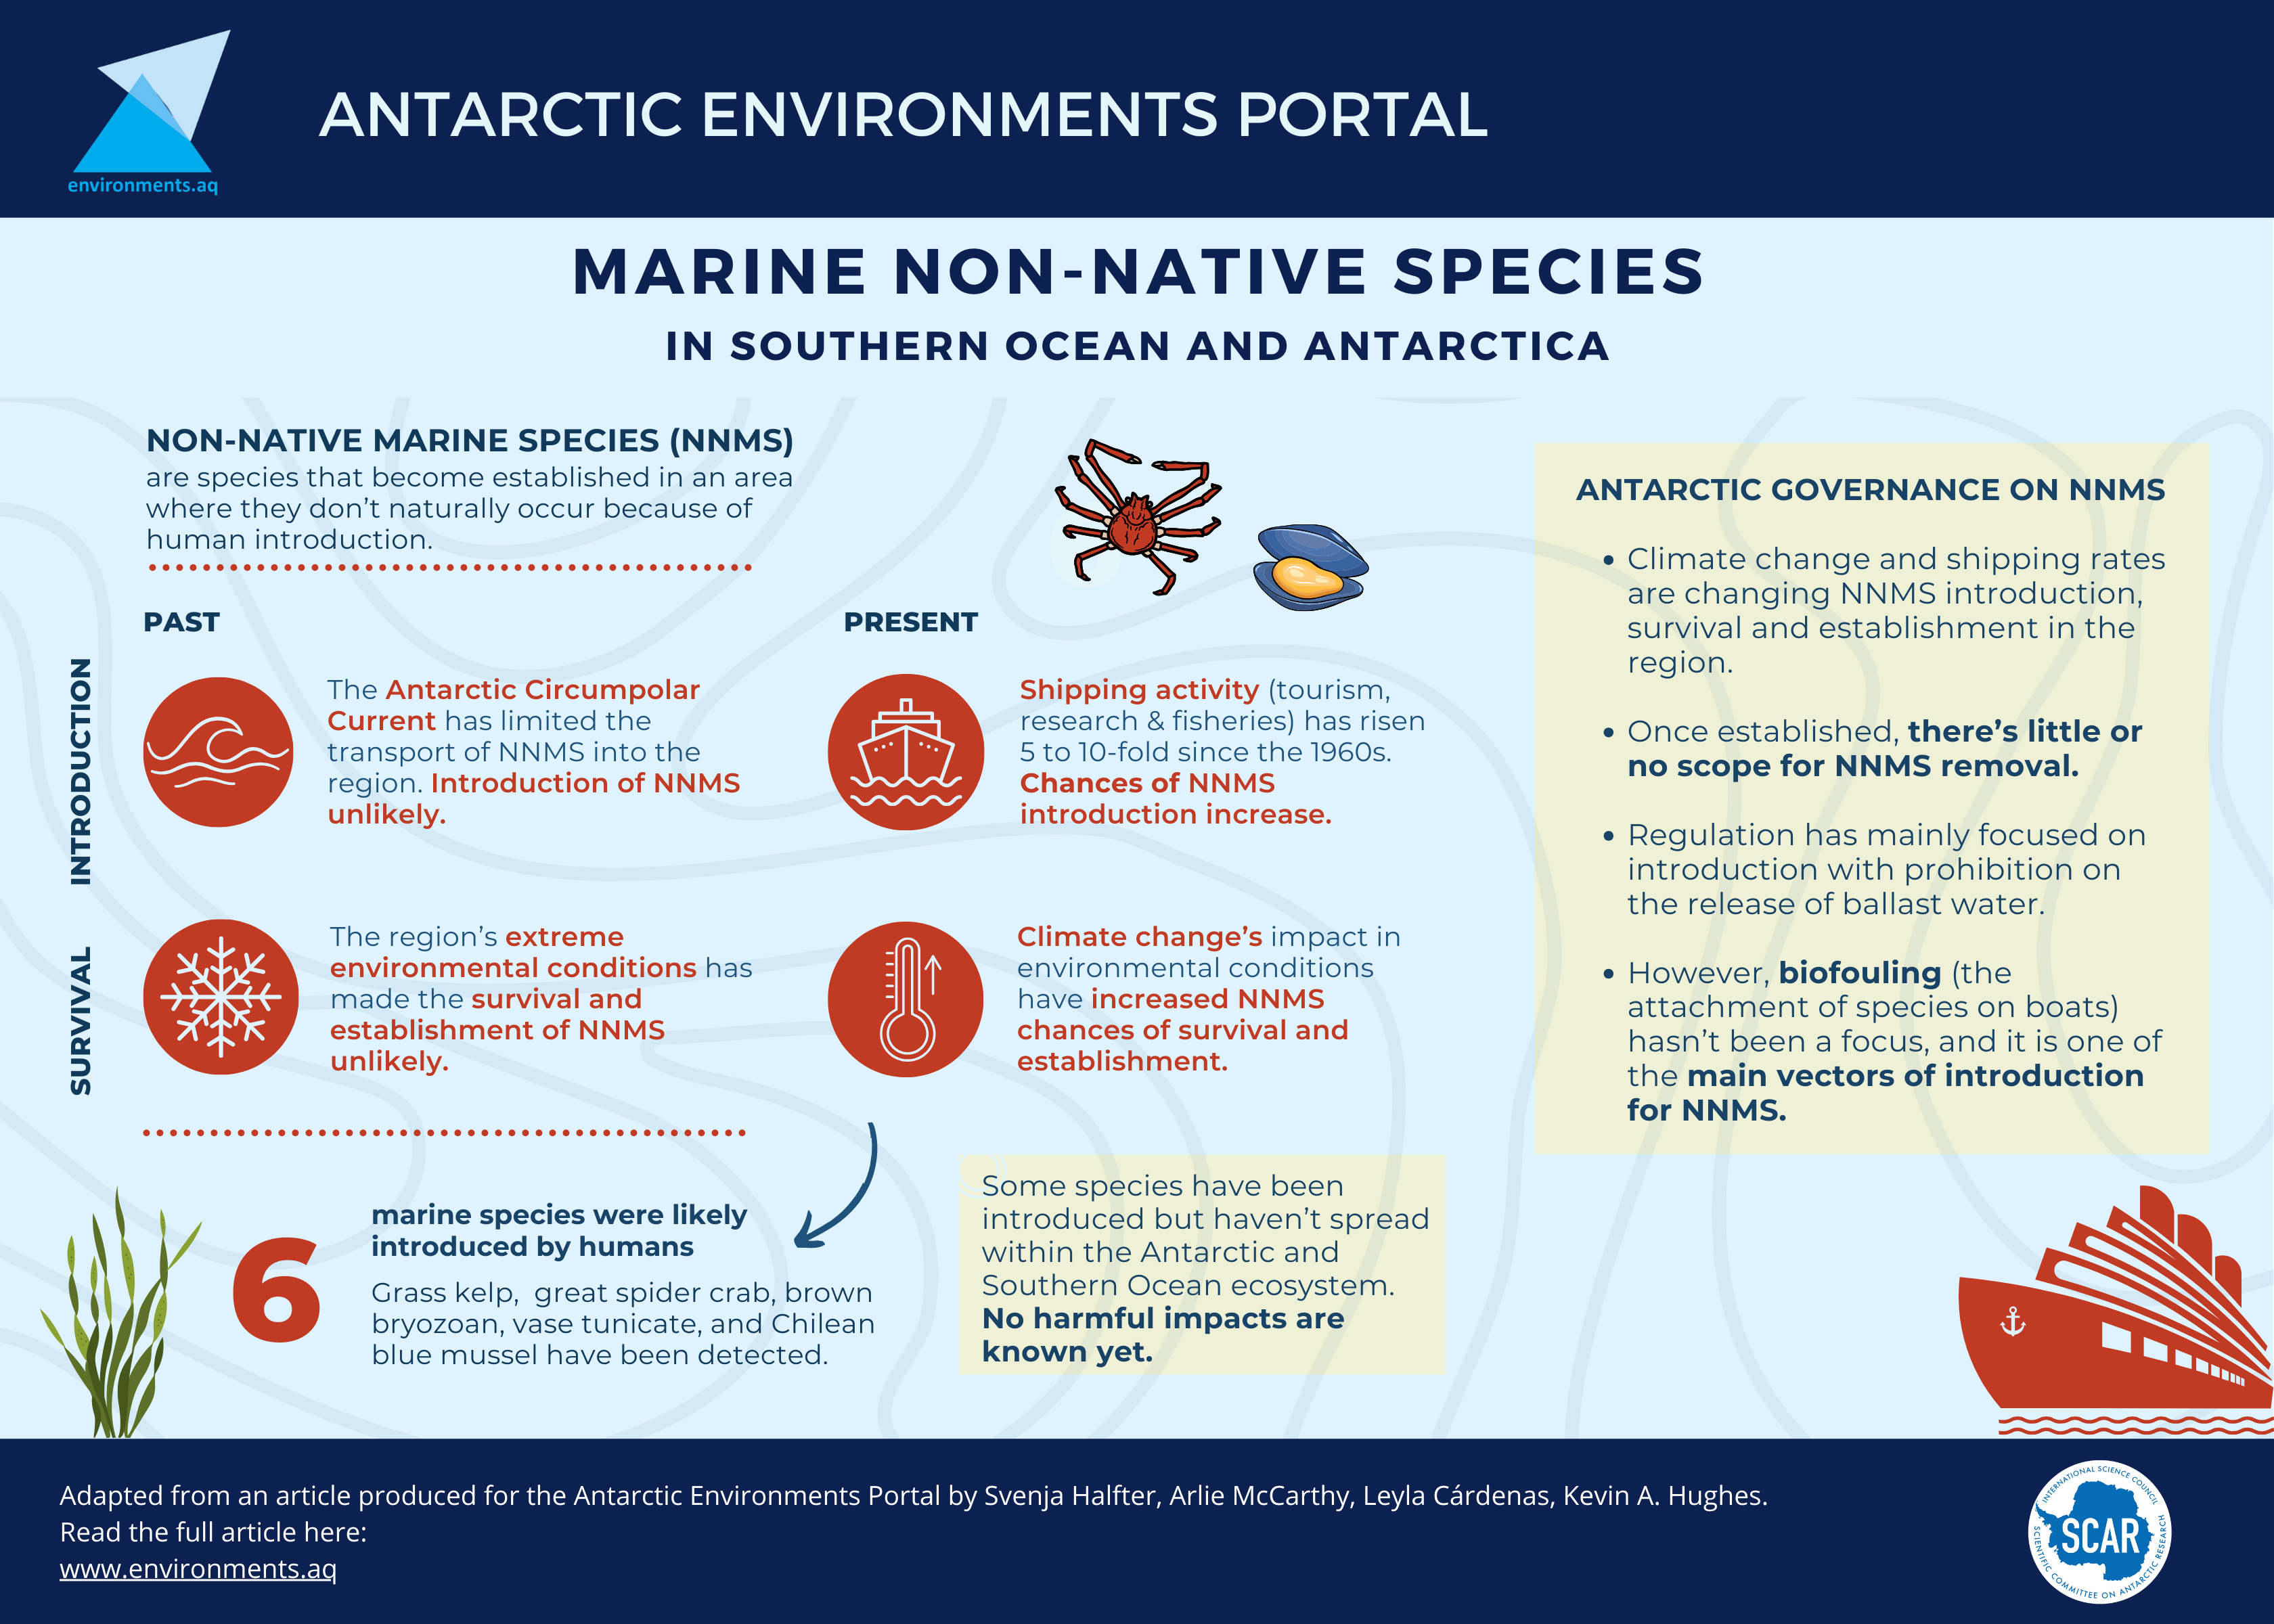 environments.aq
ANTARCTIC ENVIRONMENTS PORTAL
MARINE NON-NATIVE SPECIES
IN SOUTHERN OCEAN AND ANTARCTICA
NON-NATIVE MARINE SPECIES (NNMS)
are species that become established in an area
where they don't naturally occur because of
human introduction.
PAST
PRESENT
INTRODUCTION
The Antarctic Circumpolar
Current has limited the
transport of NNMS into the
region. Introduction of NNMS
unlikely.
Shipping activity (tourism,
research & fisheries) has risen
5 to 10-fold since the 1960s.
Chances of NNMS
introduction increase.
SURVIVAL
The region's extreme
environmental conditions has
made the survival and
establishment of NNMS
unlikely.
Climate change's impact in
environmental conditions
have increased NNMS
chances of survival and
establishment.
6
marine species were likely
introduced by humans
Grass kelp,  great spider crab, brown
bryozoan, vase tunicate, and Chilean
blue mussel have been detected.
Some species have been
introduced but haven't spread
within the Antarctic and
Southern Ocean ecosystem.
No harmful impacts are
known yet.
ANTARCTIC GOVERNANCE ON NNMS
• Climate change and shipping rates
are changing NNMS introduction,
survival and establishment in the
region.
• Once established, there's little or
no scope for NNMS removal.
• Regulation has mainly focused on
introduction with prohibition on
the release of ballast water.
• However, biofouling (the
attachment of species on boats)
hasn't been a focus, and it is one of
the main vectors of introduction
for NNMS.
Adapted from an article produced for the Antarctic Environments Portal by Svenja Halfter, Arlie McCarthy, Leyla Cárdenas, Kevin A. Hughes.
Read the full article here:
www.environments.aq
INTERNATIONAL SCIENCE COUNCIL
SCAR
SCIENTIFIC COMMITTEE ON ANTARCTIC RESEARCH